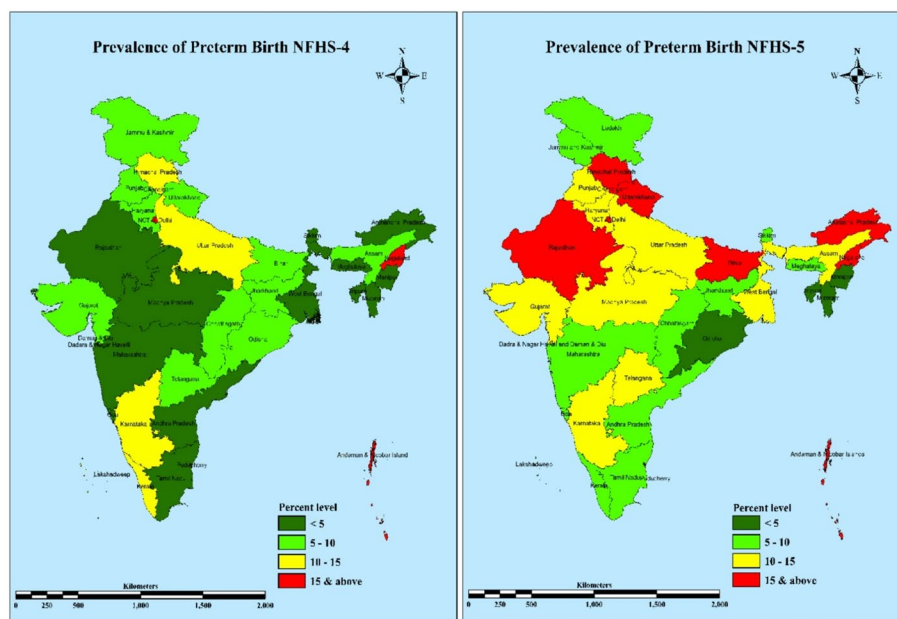 Prevalence of Preterm Birth NFHS-4
N
W E
S
Jammu & Kashmir
Himachal Pradesh
Punjab
Uttarakhand
Haryana
NCT of Delhi
Arunachal Pradesh
Rajasthan
Uttar Pradesh
Assam
Nagaland
Bihar
Jharkhand
West Bengal
Gujarat
Madhya Pradesh
Chhattisgarh
Odisha
Daman & Diu
Dadara & Nagar Havelli
Maharashtra
Telangana
Goa
Karnataka
Andhra Pradesh
Puducherry
Andaman & Nicobar Island
Lakshadweep
Kerala
Tamil Nadu
Percent level
< 5
5 - 10
10 - 15
15 & above
Kilometers
0 250 500 1,000 1,500 2,000
Prevalence of Preterm Birth NFHS-5
N
W E
S
Ladakh
Jammu and Kashmir
Himachal Pradesh
Punjab
Uttarakhand
Haryana
NCT of Delhi
Arunachal Pradesh
Rajasthan
Uttar Pradesh
Sikkim
Assam
Bihar
Meghalaya
Jharkhand
West Bengal
Gujarat
Madhya Pradesh
Chhattisgarh
Odisha
Dadra & Nagar Haveli and Daman & Diu
Maharashtra
Telangana
Goa
Karnataka
Andhra Pradesh
Andaman & Nicobar Islands
Lakshadweep
Kerala
Tamil Nadu
Puducherry
Percent level
< 5
5 - 10
10 - 15
15 & above
Kilometers
0 250 500 1,000 1,500 2,000